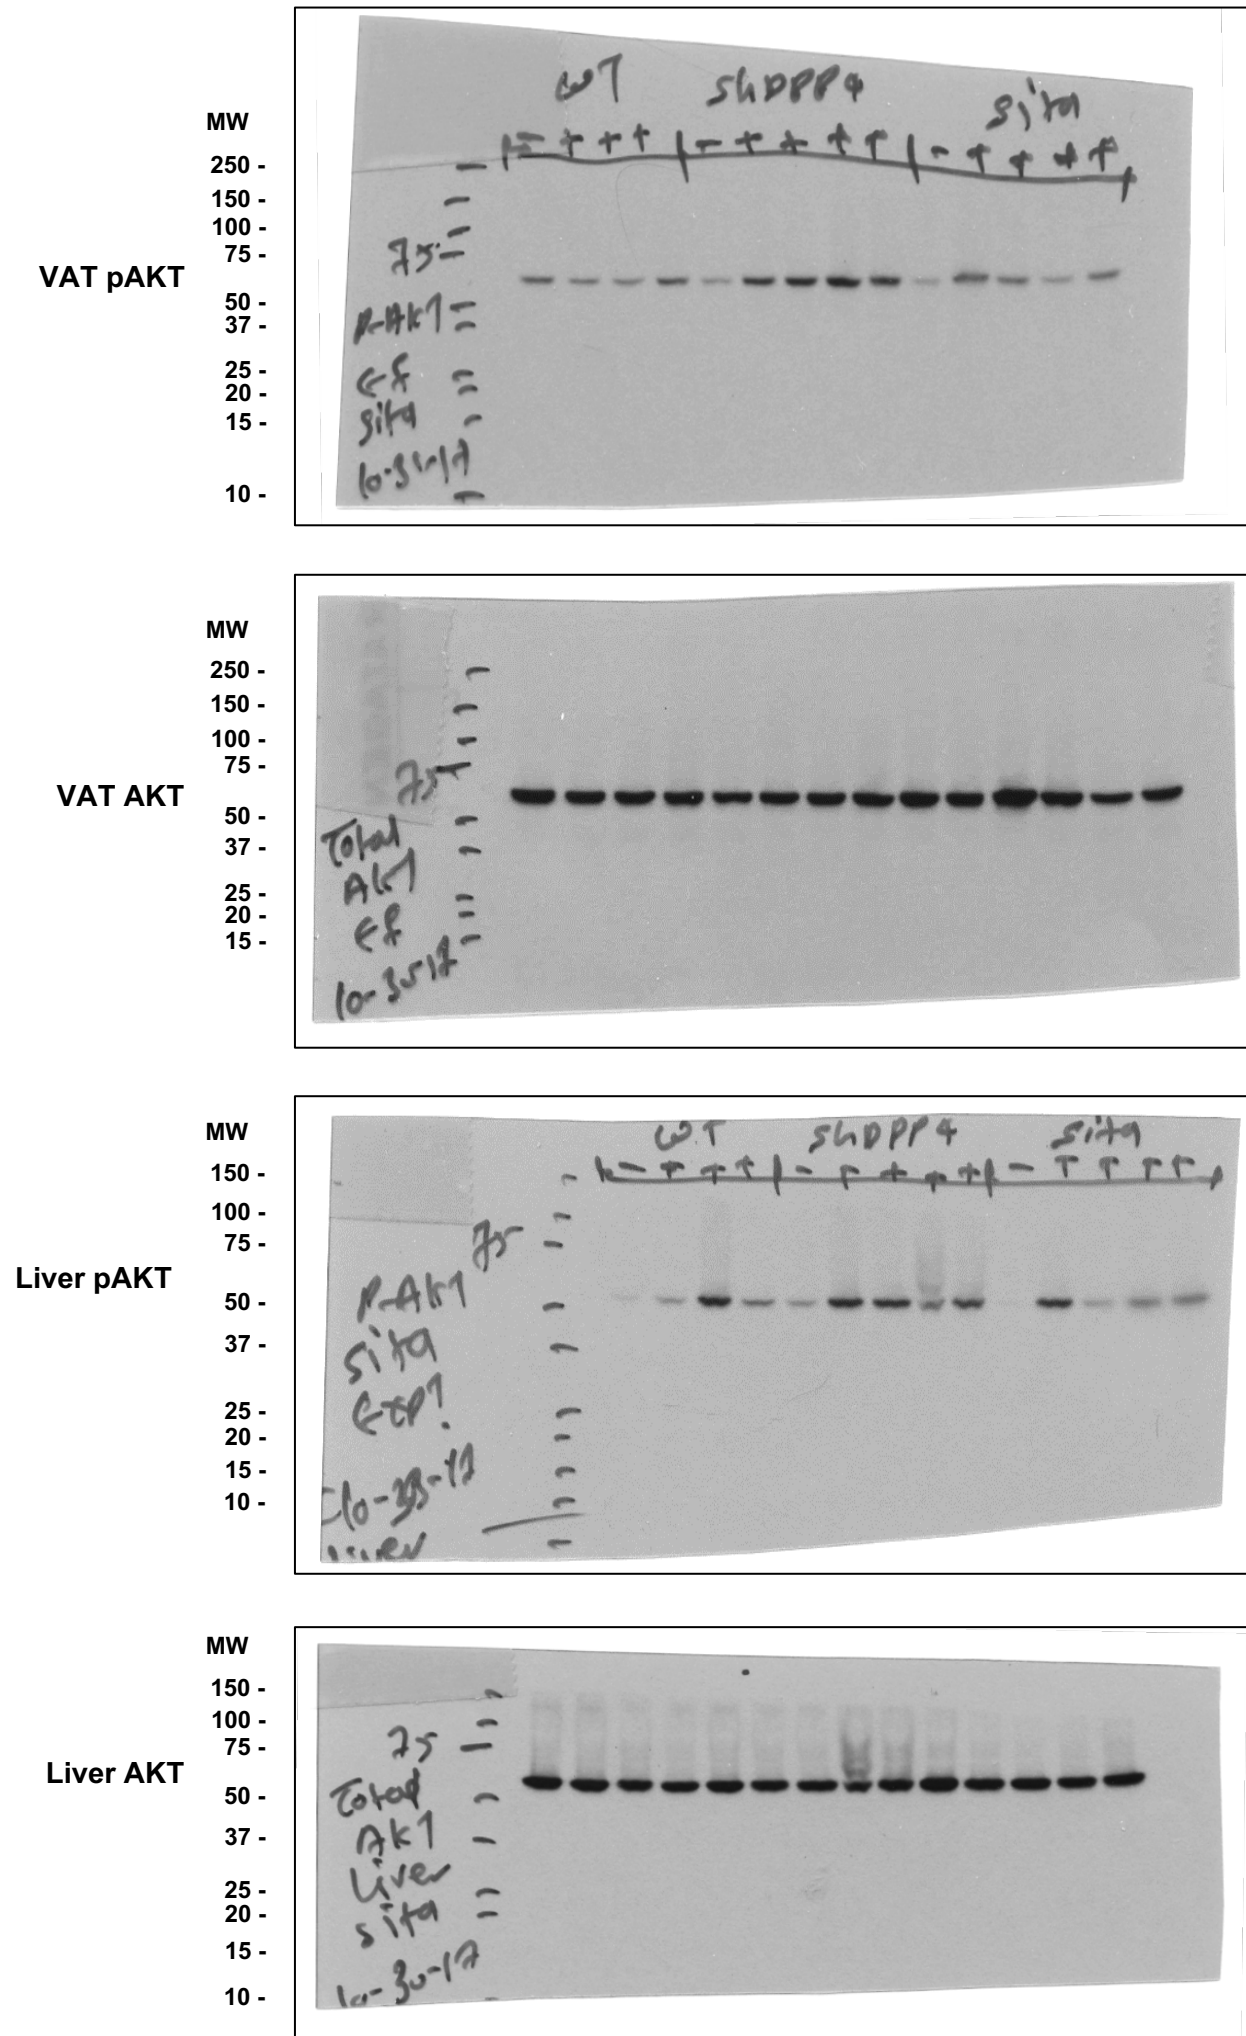 MW
250 -
150 -
100 -
75 -
50 -
37 -
25 -
20 -
15 -
10 -
VAT pAKT
WT shDPP4 sita
- + + + - + + + + - + + + +
75
P-AKT
sita
MW
250 -
150 -
100 -
75 -
50 -
37 -
25 -
20 -
15 -
VAT AKT
75
Total
AKT
MW
150 -
100 -
75 -
50 -
37 -
25 -
20 -
15 -
10 -
Liver pAKT
WT shDPP4 sita
- + + + - + + + + - + + + +
75
P-AKT
sita
Liver
MW
150 -
100 -
75 -
50 -
37 -
25 -
20 -
15 -
10 -
Liver AKT
75
Total
AKT
Liver
sita
10-30-17